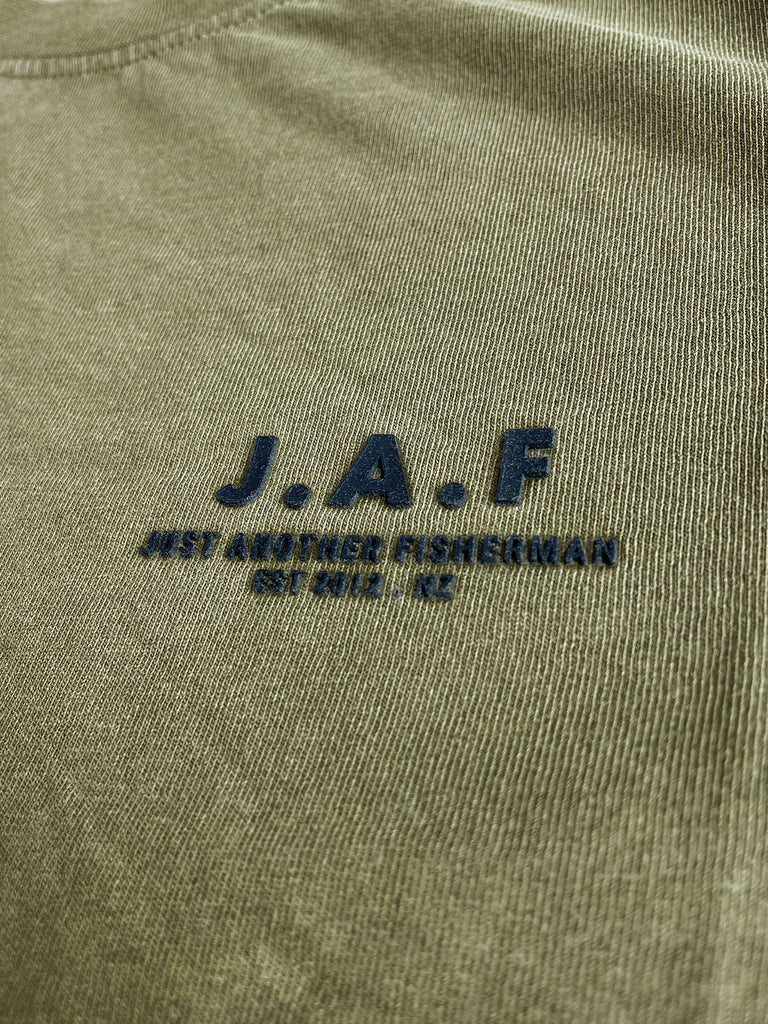 J.A.F
JUST ANOTHER FISHERMAN
EST 2012 . NZ